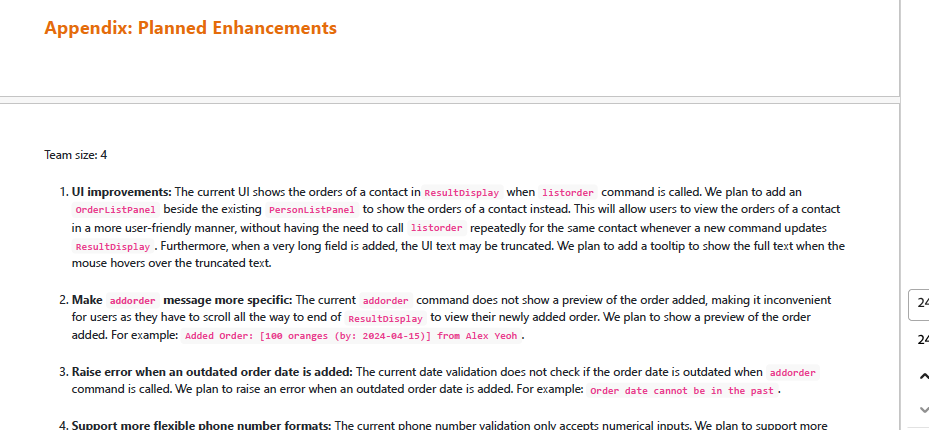 Appendix: Planned Enhancements
Team size: 4
1. UI improvements: The current UI shows the orders of a contact in ResultDisplay when listorder command is called. We plan to add an
OrderListPanel beside the existing PersonListPanel to show the orders of a contact instead. This will allow users to view the orders of a contact
in a more user-friendly manner, without having the need to call listorder repeatedly for the same contact whenever a new command updates
ResultDisplay. Furthermore, when a very long field is added, the UI text may be truncated. We plan to add a tooltip to show the full text when the
mouse hovers over the truncated text.
2. Make addorder message more specific: The current addorder command does not show a preview of the order added, making it inconvenient
for users as they have to scroll all the way to end of ResultDisplay to view their newly added order. We plan to show a preview of the order
added. For example: Added Order: [100 oranges (by: 2024-04-15)] from Alex Yeoh.
3. Raise error when an outdated order date is added: The current date validation does not check if the order date is outdated when addorder
command is called. We plan to raise an error when an outdated order date is added. For example: Order date cannot be in the past.
4. Support more flexible phone number formats: The current phone number validation only accepts numerical inputs. We plan to support more
24
24